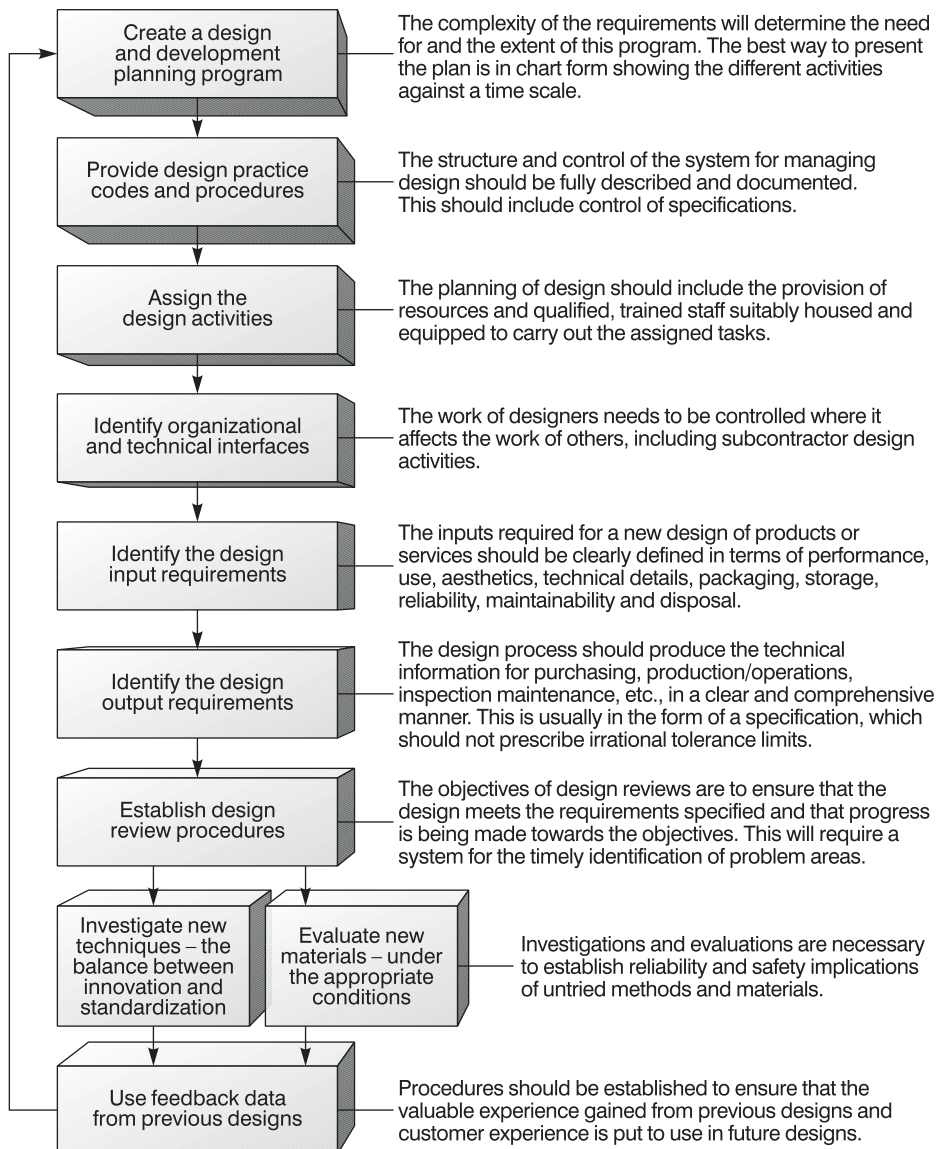 Create a design
and development
planning program
The complexity of the requirements will determine the need
for and the extent of this program. The best way to present
the plan is in chart form showing the different activities
against a time scale.
Provide design practice
codes and procedures
The structure and control of the system for managing
design should be fully described and documented.
This should include control of specifications.
Assign the
design activities
The planning of design should include the provision of
resources and qualified, trained staff suitably housed and
equipped to carry out the assigned tasks.
Identify organizational
and technical interfaces
The work of designers needs to be controlled where it
affects the work of others, including subcontractor design
activities.
Identify the design
input requirements
The inputs required for a new design of products or
services should be clearly defined in terms of performance,
use, aesthetics, technical details, packaging, storage,
reliability, maintainability and disposal.
Identify the design
output requirements
The design process should produce the technical
information for purchasing, production/operations,
inspection maintenance, etc., in a clear and comprehensive
manner. This is usually in the form of a specification, which
should not prescribe irrational tolerance limits.
Establish design
review procedures
The objectives of design reviews are to ensure that the
design meets the requirements specified and that progress
is being made towards the objectives. This will require a
system for the timely identification of problem areas.
Investigate new
techniques – the
balance between
innovation and
standardization
Evaluate new
materials – under
the appropriate
conditions
Investigations and evaluations are necessary
to establish reliability and safety implications
of untried methods and materials.
Use feedback data
from previous designs
Procedures should be established to ensure that the
valuable experience gained from previous designs and
customer experience is put to use in future designs.